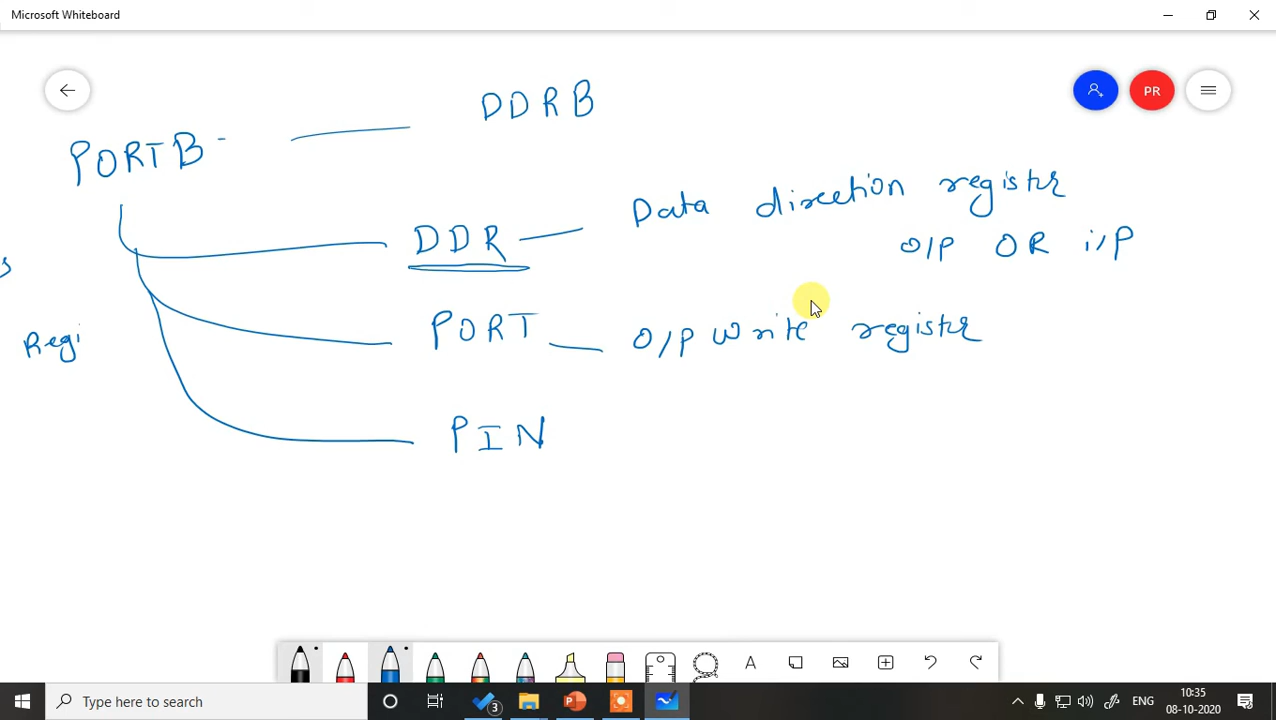 Microsoft Whiteboard
PR
DDRB
PORTB
Data direction register
DDR
O/P OR i/P
PORT
O/P write register
Regi
PIN
A
Type here to search
3
ENG
10:35
08-10-2020